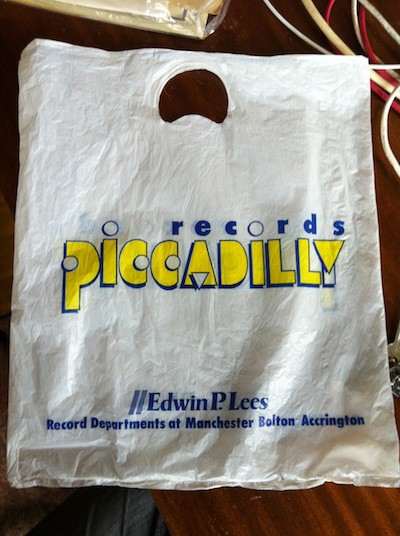 records
PICCADILLY
Edwin P. Lees
Record Departments at Manchester Bolton Accrington